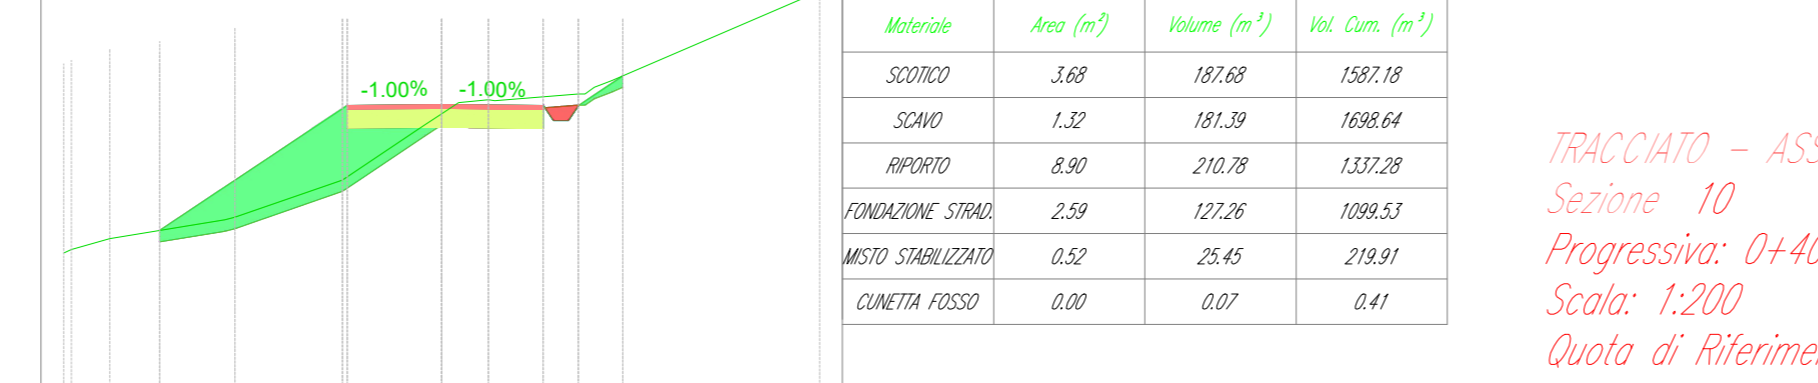 -1.00% -1.00%
Materiale Area (m²) Volume (m³) Vol. Cum. (m³)
SCOTICO 3.68 187.68 1587.18
SCAVO 1.32 181.39 1698.64
RIPORTO 8.90 210.78 1337.28
FONDAZIONE STRAD. 2.59 127.26 1099.53
MISTO STABILIZZATO 0.52 25.45 219.91
CUNETTA FOSSO 0.00 0.07 0.41
TRACCIATO - ASS
Sezione 10
Progressiva: 0+40
Scala: 1:200
Quota di Riferime